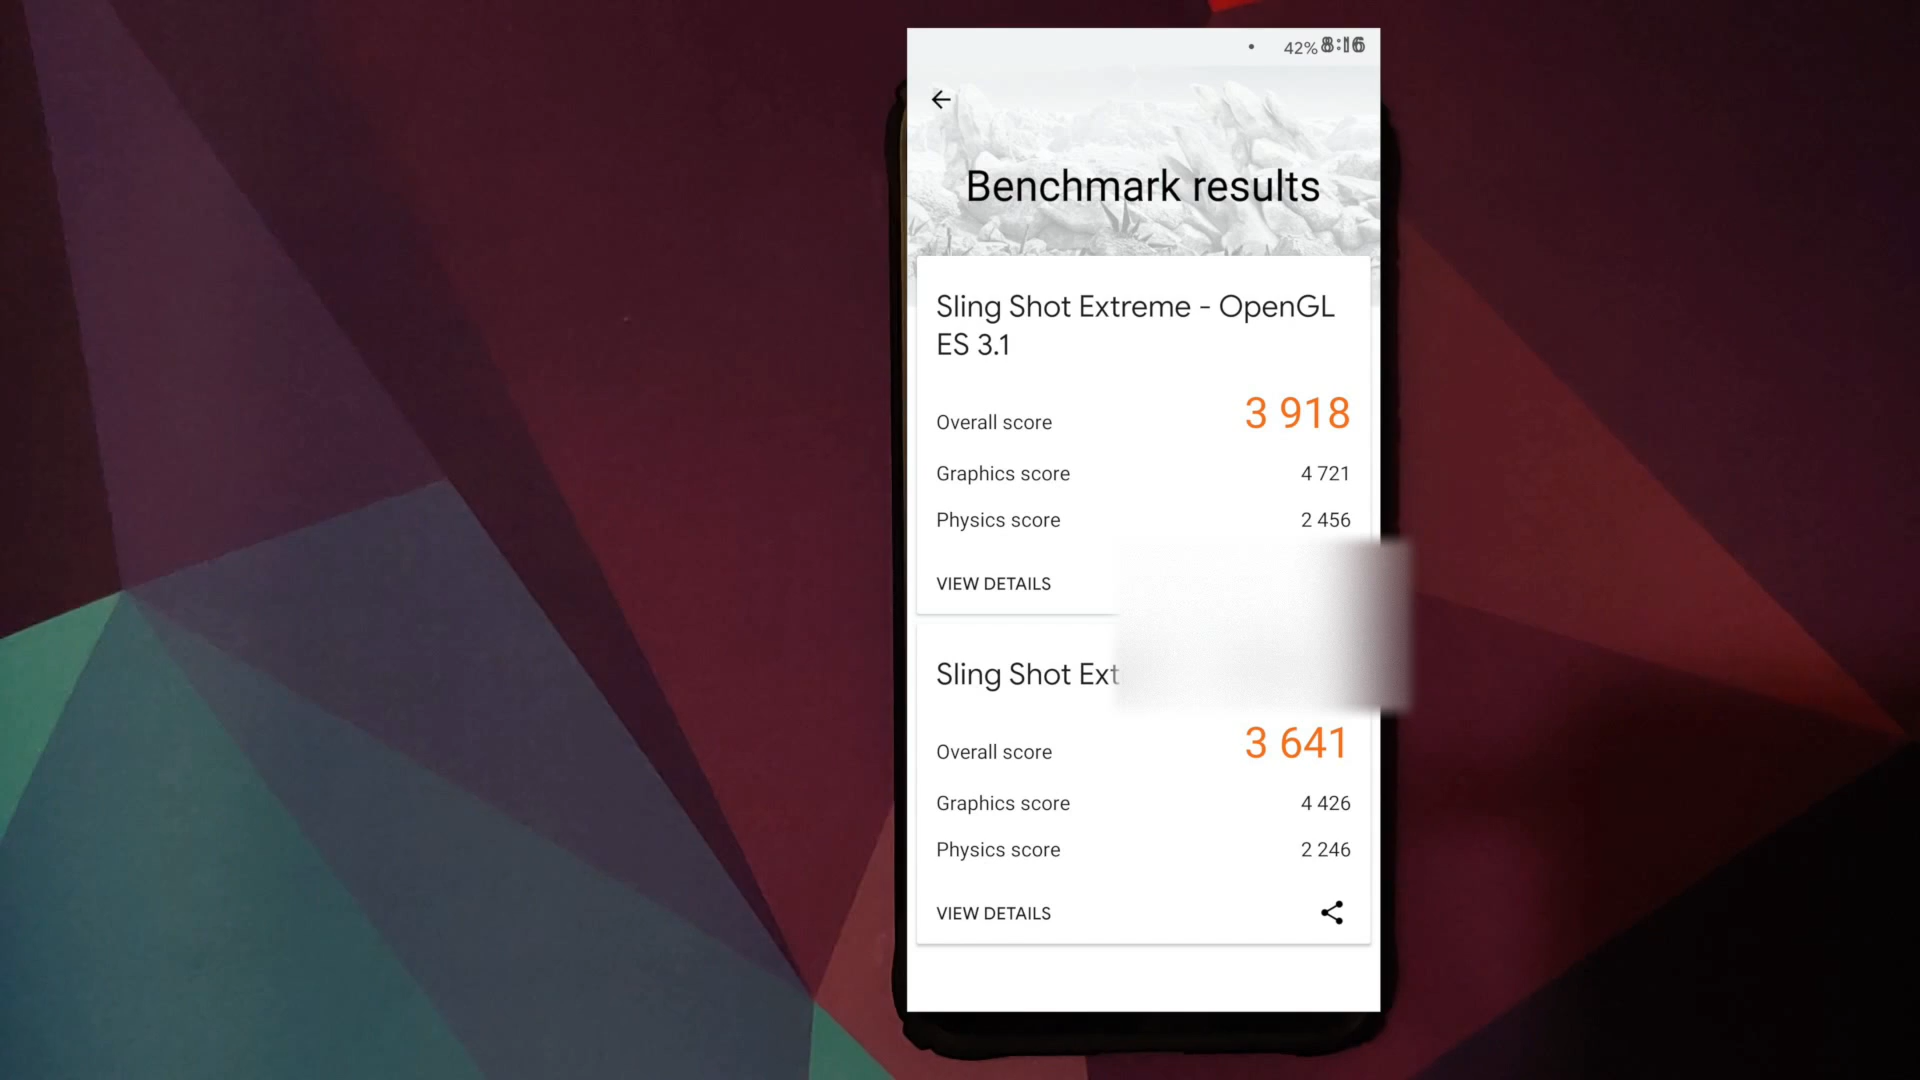 42% 8:16
Benchmark results
Sling Shot Extreme - OpenGL
ES 3.1
Overall score 3 918
Graphics score 4 721
Physics score 2 456
VIEW DETAILS
Sling Shot Ext
Overall score 3 641
Graphics score 4 426
Physics score 2 246
VIEW DETAILS